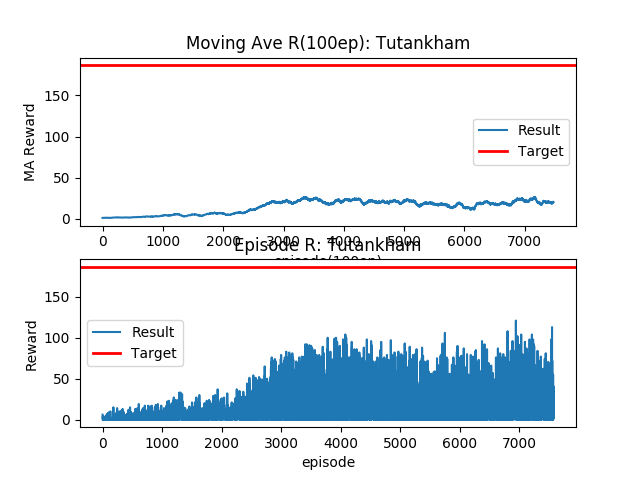 Moving Ave R(100ep): Tutankham
MA Reward
150
100
50
0
Result
Target
0 1000 2000 3000 4000 5000 6000 7000
episode(100ep)
Episode R: Tutankham
Reward
150
100
50
0
Result
Target
0 1000 2000 3000 4000 5000 6000 7000
episode